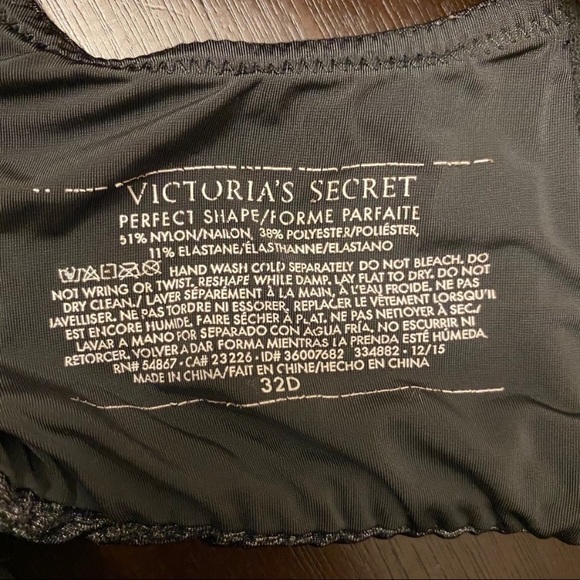 VICTORIA'S SECRET
PERFECT SHAPE/FORME PARFAITE
51% NYLON/NAILON, 38% POLYESTER/POLIÉSTER,
11% ELASTANE/ÉLASTHANNE/ELASTANO
HAND WASH COLD SEPARATELY DO NOT BLEACH. DO
NOT WRING OR TWIST. RESHAPE WHILE DAMP. LAY FLAT TO DRY. DO NOT
DRY CLEAN./ LAVER SÉPARÉMENT À LA MAIN, À L'EAU FROIDE. NE PAS
JAVELLISER. NE PAS TORDRE NI ESSORER. REPLACER LE VÊTEMENT LORSQU'IL
EST ENCORE HUMIDE. FAIRE SÉCHER À PLAT. NE PAS NETTOYER À SEC./
LAVAR A MANO POR SEPARADO CON AGUA FRÍA. NO ESCURRIR NI
RETORCER. VOLVER A DAR FORMA MIENTRAS LA PRENDA ESTÉ HÚMEDA
RN# 54867 - CA# 23226 - ID# 36007682 334882 - 12/15
MADE IN CHINA/FAIT EN CHINE/HECHO EN CHINA
32D